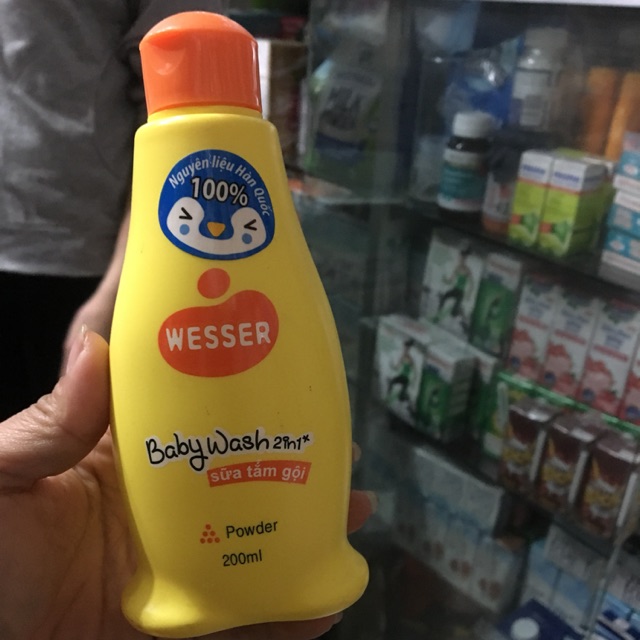 Nguyên liệu Hàn Quốc
100%
WESSER
Baby Wash 2in1*
sữa tắm gội
Powder
200ml